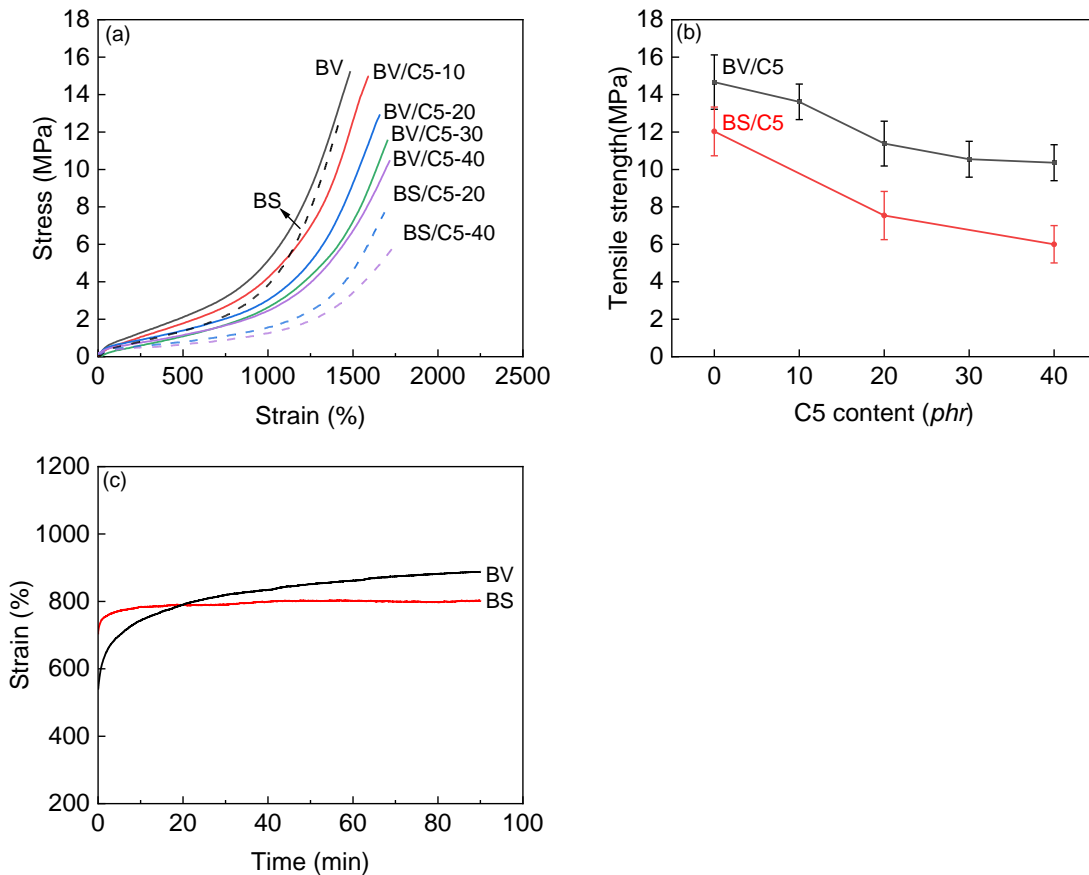 (a)
18
16
14
12
10
8
6
4
2
0
Stress (MPa)
BV
BV/C5-10
BV/C5-20
BV/C5-30
BV/C5-40
BS
BS/C5-20
BS/C5-40
0 500 1000 1500 2000 2500
Strain (%)
(b)
18
16
14
12
10
8
6
4
2
0
Tensile strength(MPa)
BV/C5
BS/C5
0 10 20 30 40
C5 content (phr)
(c)
1200
1000
800
600
400
200
Strain (%)
BV
BS
0 20 40 60 80 100
Time (min)